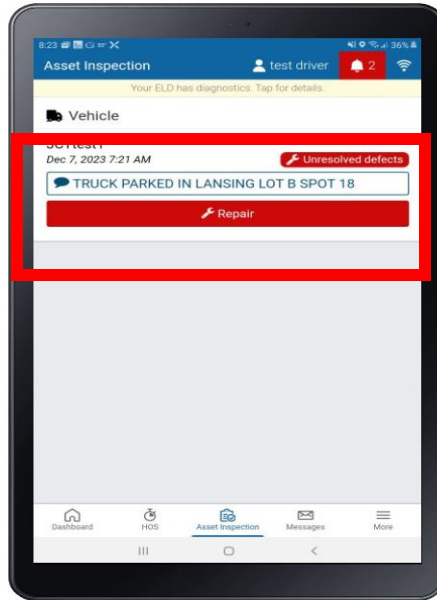 8:23 36%
Asset Inspection test driver 2
Your ELD has diagnostics. Tap for details.
Vehicle
Dec 7, 2023 7:21 AM Unresolved defects
TRUCK PARKED IN LANSING LOT B SPOT 18
Repair
Dashboard HOS Asset Inspection Messages More